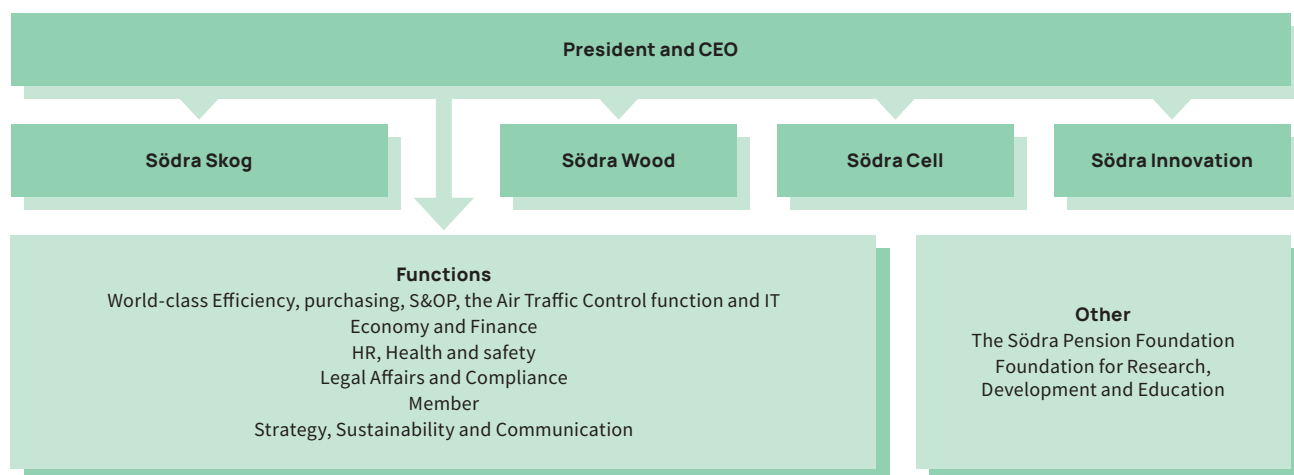 President and CEO
Södra Skog
Södra Wood
Södra Cell
Södra Innovation
Functions
World-class Efficiency, purchasing, S&OP, the Air Traffic Control function and IT
Economy and Finance
HR, Health and safety
Legal Affairs and Compliance
Member
Strategy, Sustainability and Communication
Other
The Södra Pension Foundation
Foundation for Research,
Development and Education